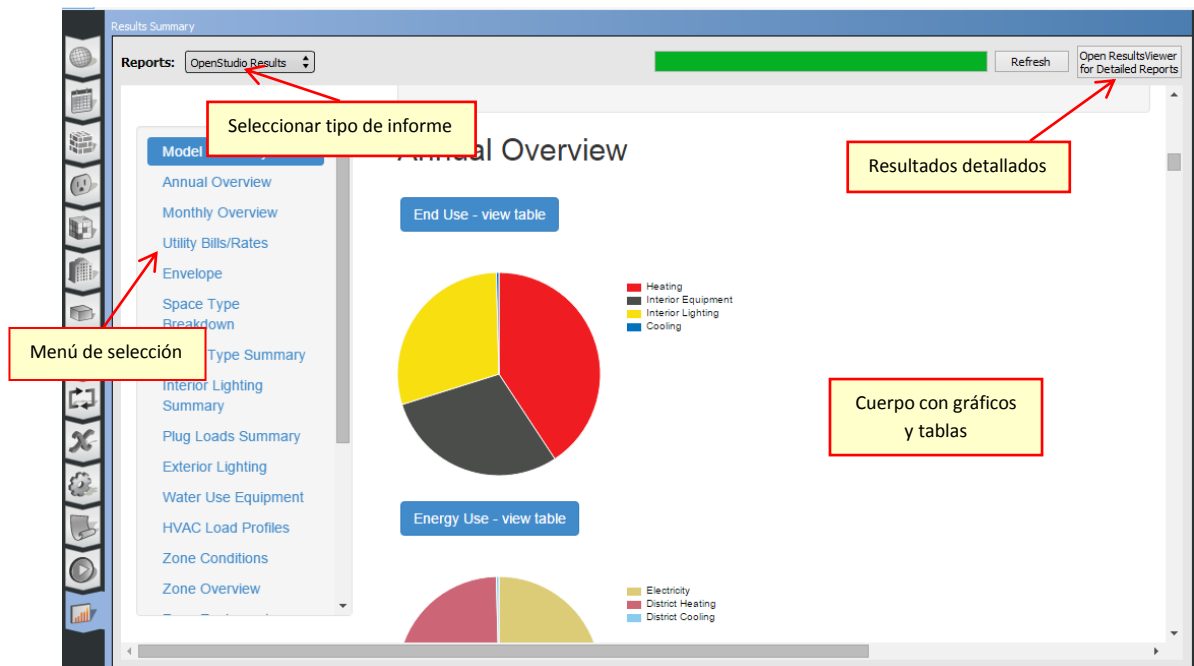 Results Summary
Reports: OpenStudio Results
Refresh
Open ResultsViewer
for Detailed Reports
Seleccionar tipo de informe
Resultados detallados
Model
Annual Overview
Monthly Overview
Utility Bills/Rates
Envelope
Space Type
Breakdown
Type Summary
Interior Lighting
Summary
Plug Loads Summary
Exterior Lighting
Water Use Equipment
HVAC Load Profiles
Zone Conditions
Zone Overview
Menú de selección
Annual Overview
End Use - view table
Heating
Interior Equipment
Interior Lighting
Cooling
Cuerpo con gráficos
y tablas
Energy Use - view table
Electricity
District Heating
District Cooling